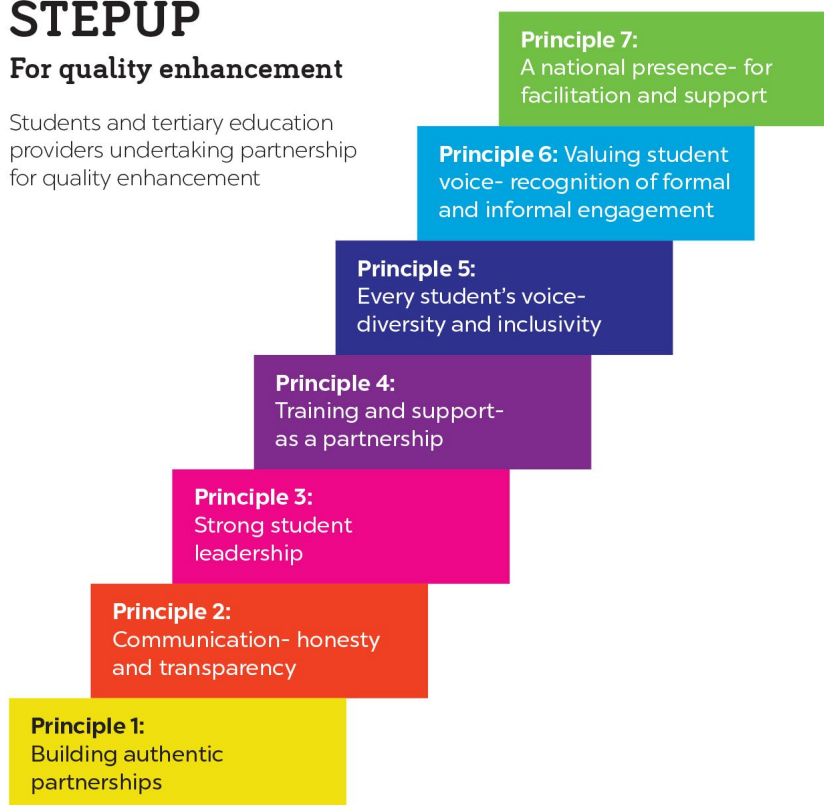 STEPUP
For quality enhancement
Students and tertiary education
providers undertaking partnership
for quality enhancement
Principle 7:
A national presence- for
facilitation and support
Principle 6: Valuing student
voice- recognition of formal
and informal engagement
Principle 5:
Every student’s voice-
diversity and inclusivity
Principle 4:
Training and support-
as a partnership
Principle 3:
Strong student
leadership
Principle 2:
Communication- honesty
and transparency
Principle 1:
Building authentic
partnerships